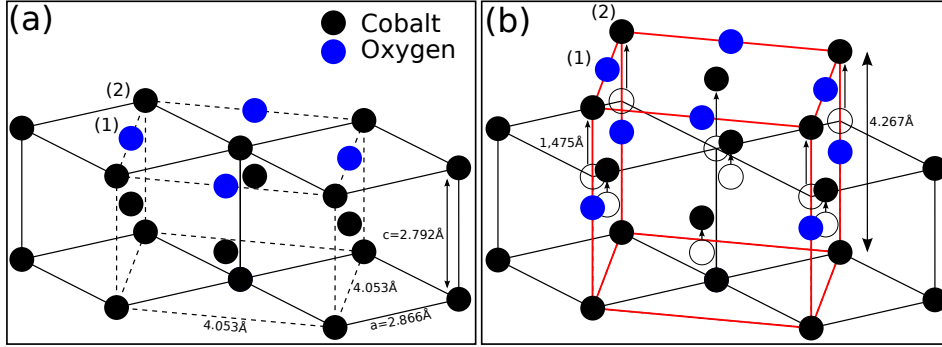 (a)
Cobalt
Oxygen
(2)
(1)
c=2.792Å
4.053Å
4.053Å
a=2.866Å
(b)
(2)
(1)
1,475Å
4.267Å